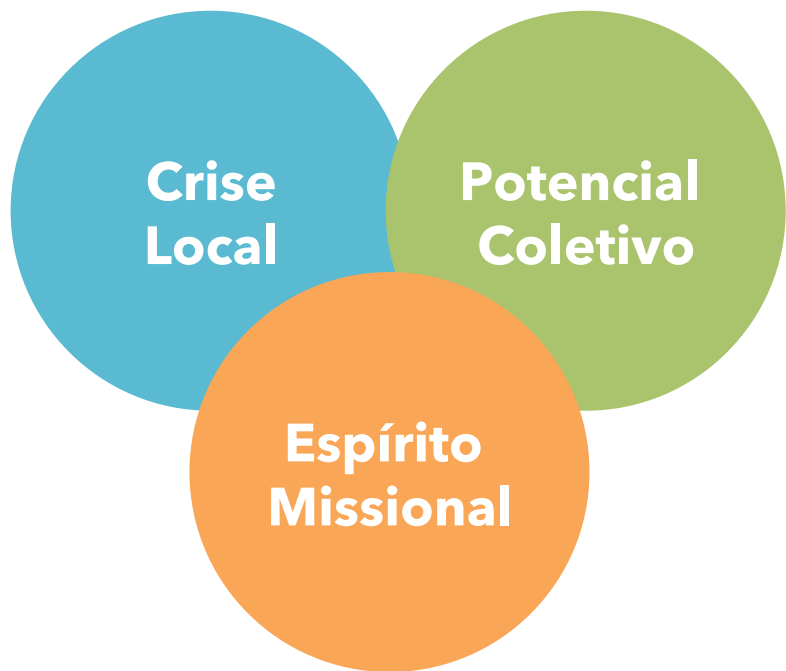 Crise
Local
Potencial
Coletivo
Espírito
Missional